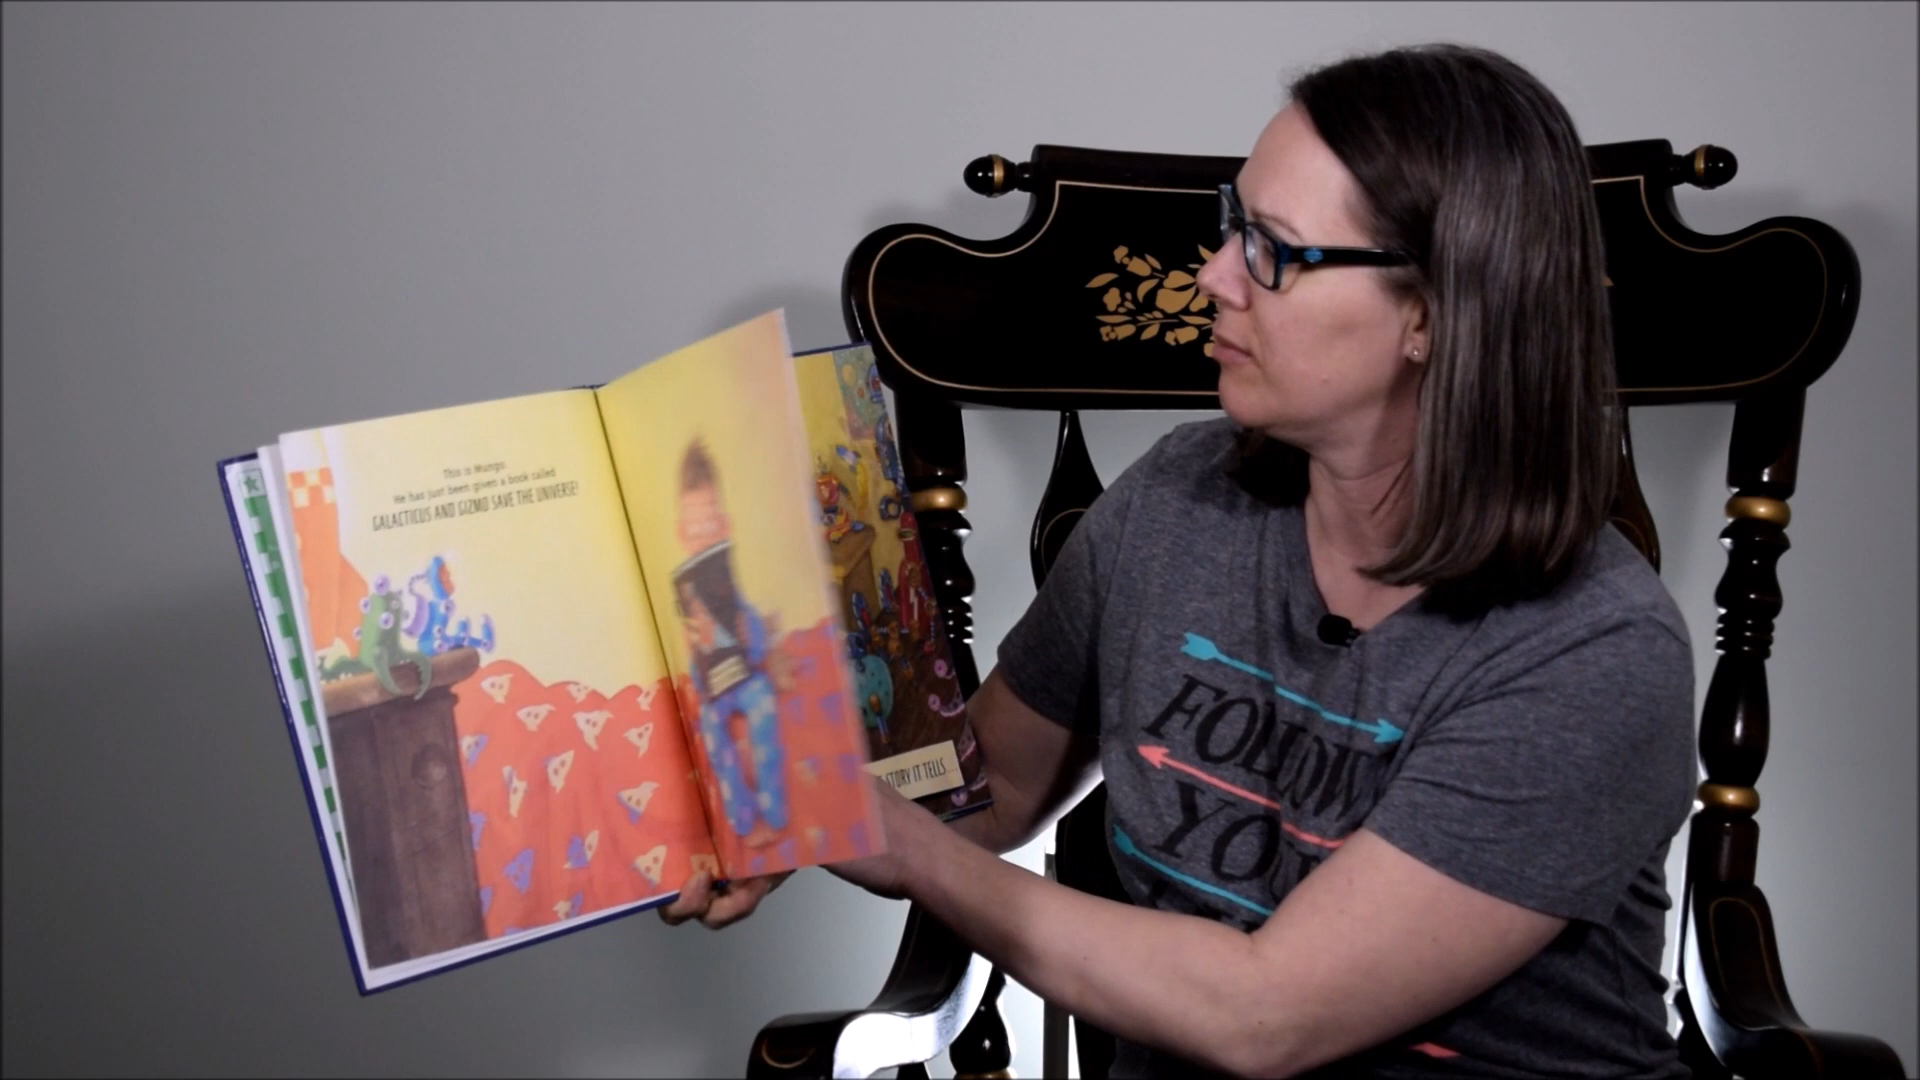 This is Mungo.
He has just been given a book called
GALACTICUS AND GIZMO SAVE THE UNIVERSE!
STORY IT TELLS...
FOLLOW
YOU